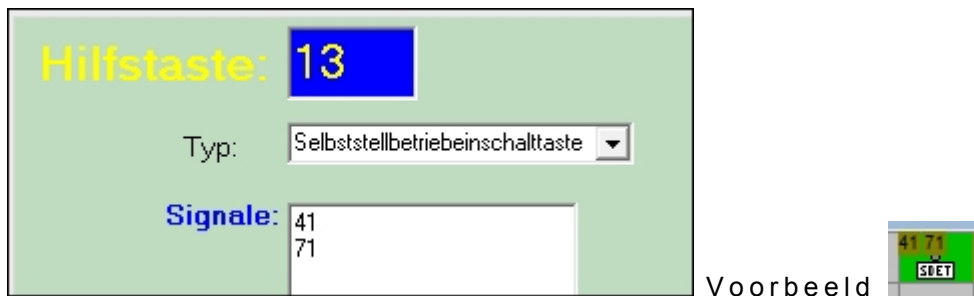 Hilfstaste: 13
Typ: Selbststellbetriebeinschalttaste
Signale: 41
71
Voorbeeld
41 71
SBET